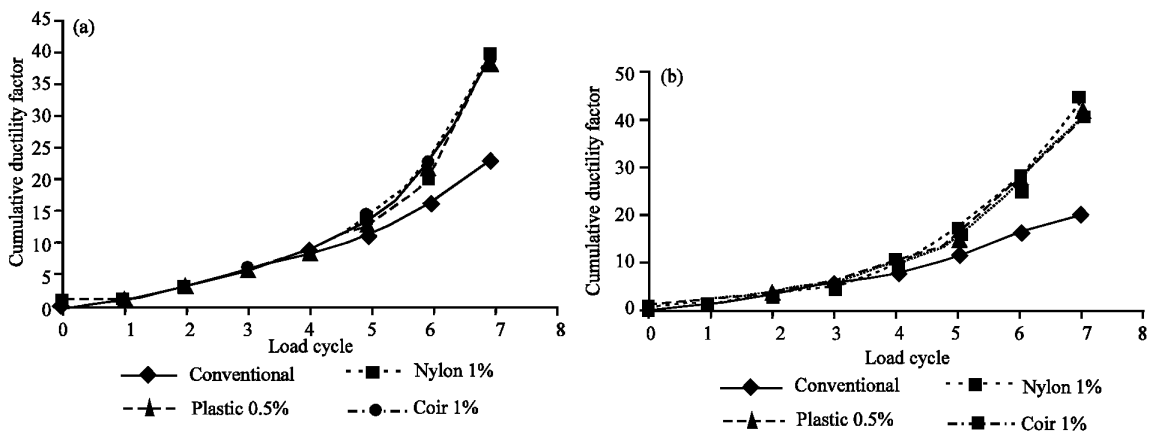 (a)
Cumulative ductility factor
45
40
35
30
25
20
15
10
5
0
0 1 2 3 4 5 6 7 8
Load cycle
Conventional
Nylon 1%
Plastic 0.5%
Coir 1%
(b)
Cumulative ductility factor
50
40
30
20
10
0
0 1 2 3 4 5 6 7 8
Load cycle
Conventional
Nylon 1%
Plastic 0.5%
Coir 1%